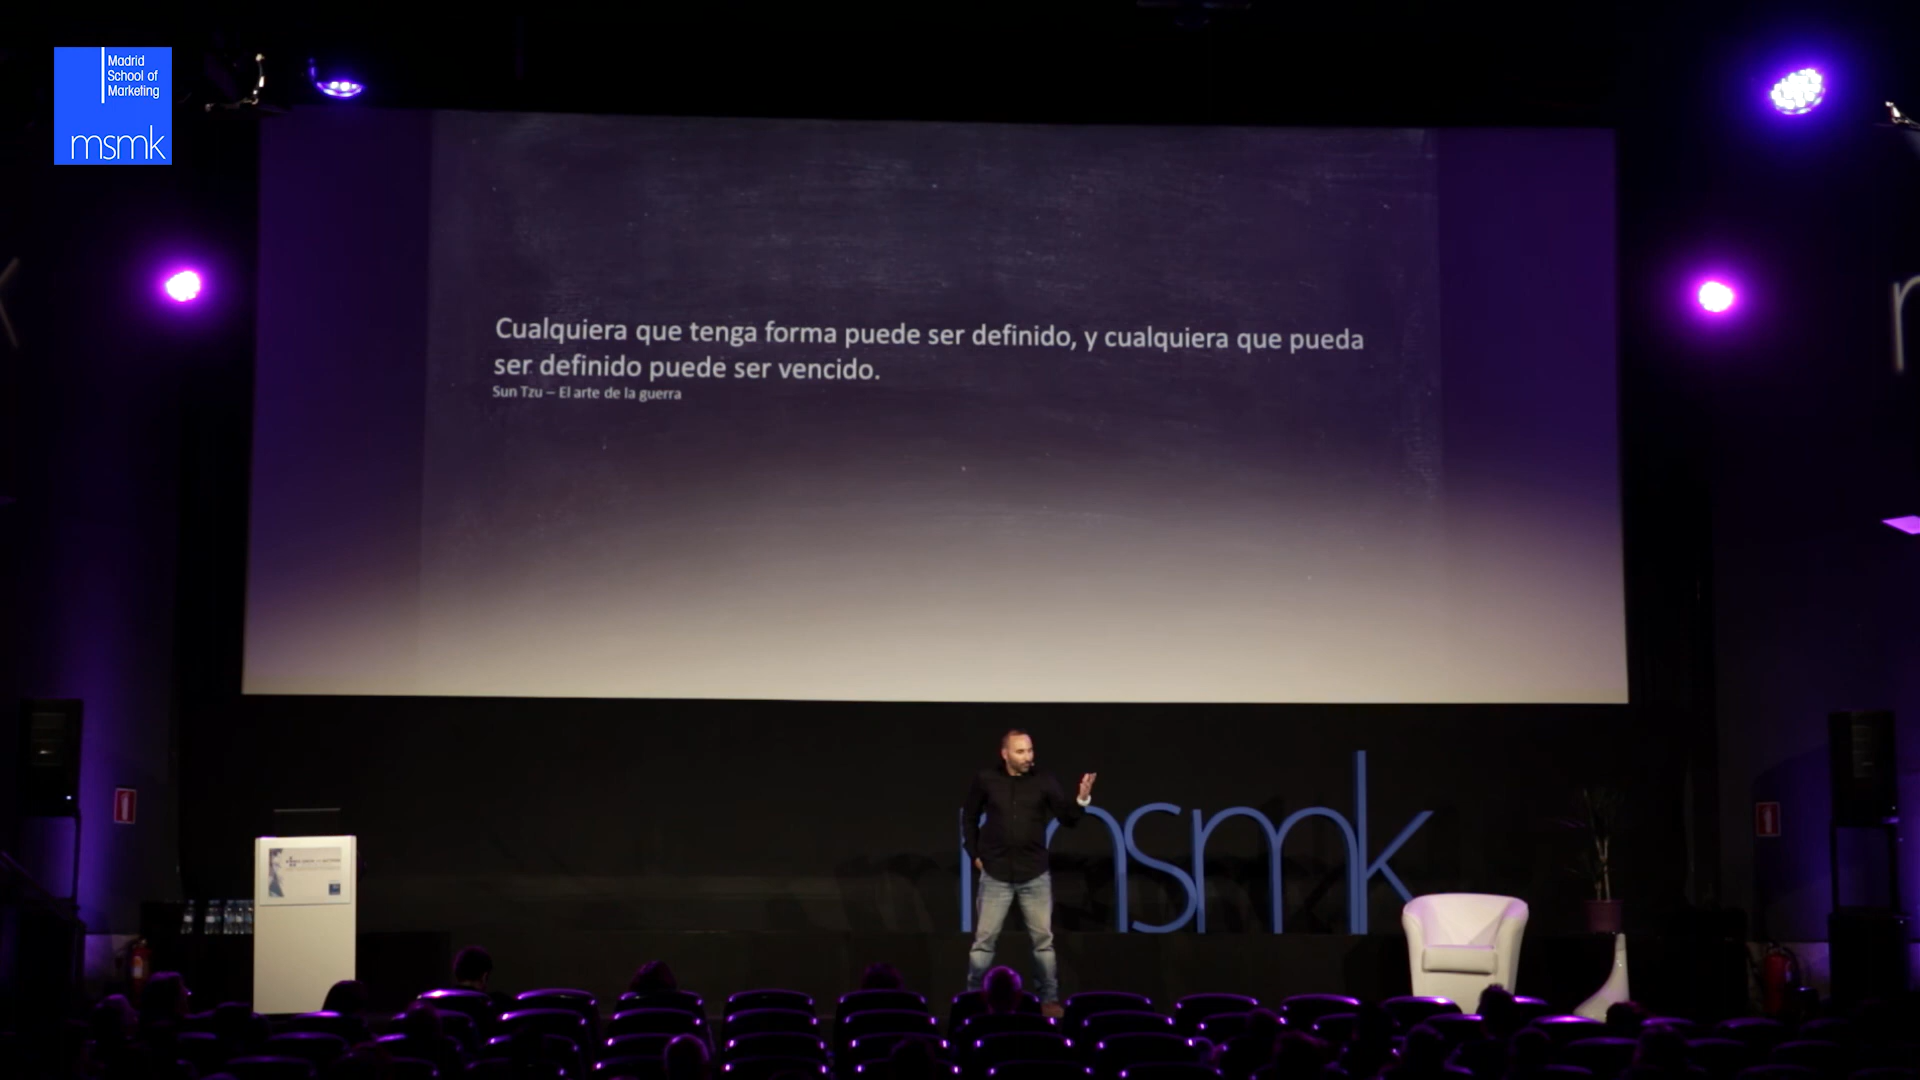 Madrid
School of
Marketing
msmk
Cualquiera que tenga forma puede ser definido, y cualquiera que pueda
ser definido puede ser vencido.
Sun Tzu – El arte de la guerra
msmk